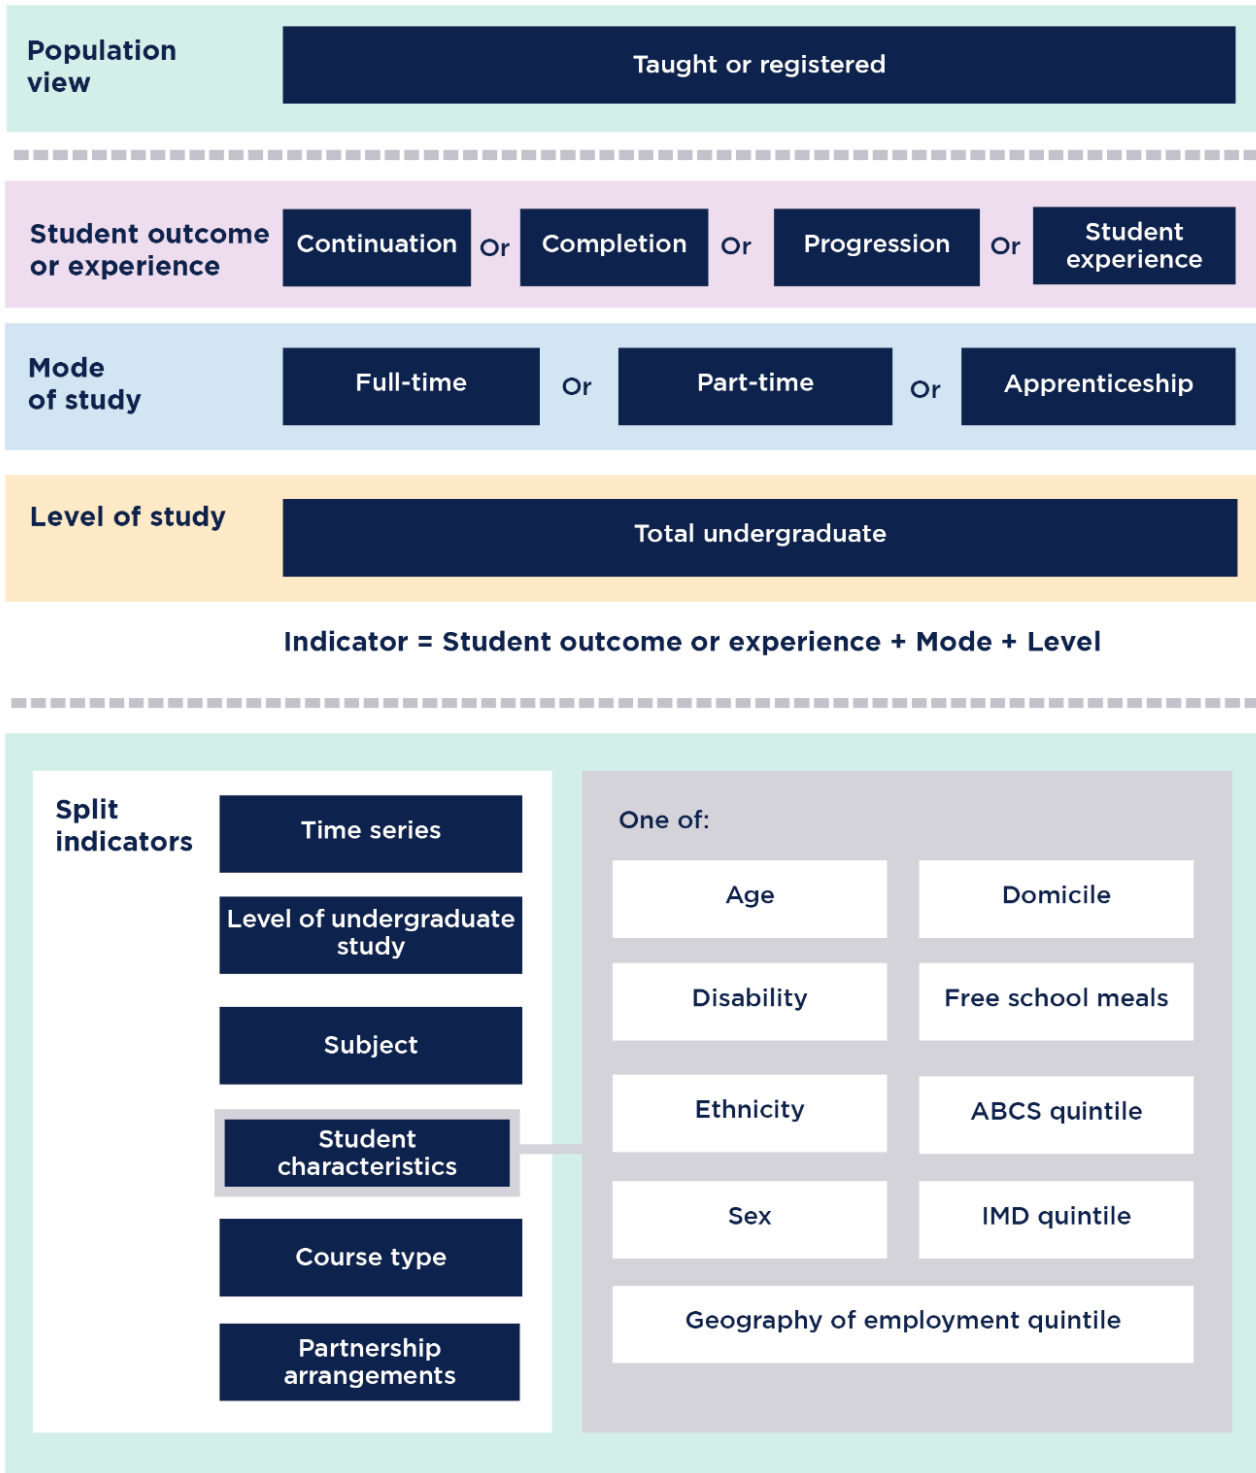 Population
view
Taught or registered
Student outcome
or experience
Continuation Or Completion Or Progression Or Student
experience
Mode
of study
Full-time Or Part-time Or Apprenticeship
Level of study
Total undergraduate
Indicator = Student outcome or experience + Mode + Level
Split
indicators
Time series
Level of undergraduate
study
Subject
Student
characteristics
Course type
Partnership
arrangements
One of:
Age
Domicile
Disability
Free school meals
Ethnicity
ABCS quintile
Sex
IMD quintile
Geography of employment quintile